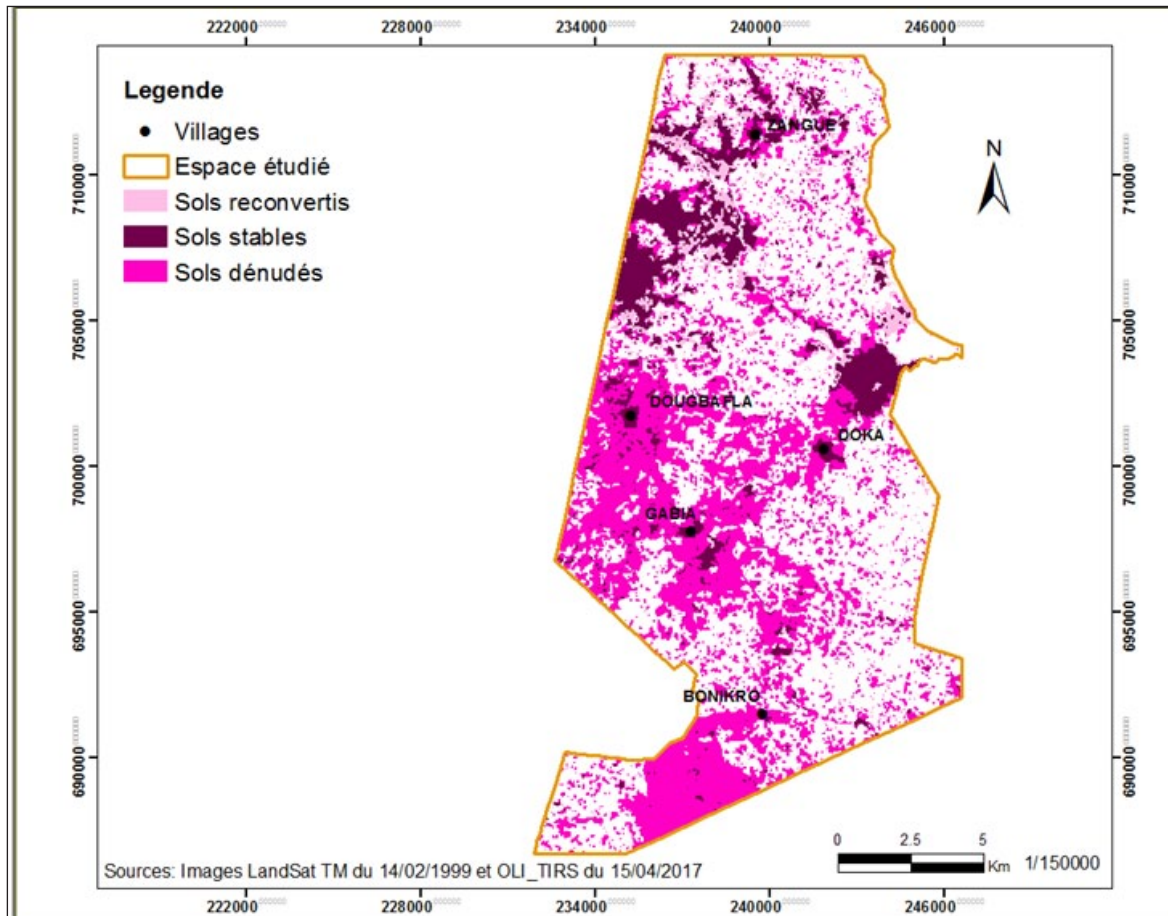 222000 228000 234000 240000 246000
Legende
Villages
Espace étudié
Sols reconvertis
Sols stables
Sols dénudés
N
710000 710000
705000 705000
700000 700000
695000 695000
690000 690000
ZANGUE
DOUGBAFLA
DOKA
GABIA
BONIKRO
0 2.5 5
Km 1/150000
Sources: Images LandSat TM du 14/02/1999 et OLI_TIRS du 15/04/2017
222000 228000 234000 240000 246000